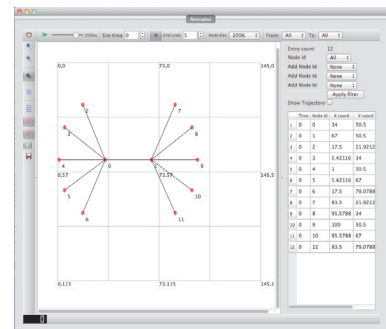 Animator
250ms Sim time 0 Grid Lines 5 Node Size 200% From: All To: All
0,0 73,0 145,0
2 7
3 8
4 0 1 9
0,57 73,57 145,5
5 10
6 11
0,115 73,115 145,1
Entry count 12
Node Id All
Add Node Id None
Add Node Id None
Add Node Id None
Apply filter
Show Trajectory
Time Node Id X count Y count
1 0 0 34 50.5
2 0 1 67 50.5
3 0 2 17.5 21.9212
4 0 3 5.42116 34
5 0 4 1 50.5
6 0 5 5.42116 67
7 0 6 17.5 79.0788
8 0 7 83.5 21.9212
9 0 8 95.5788 34
10 0 9 100 50.5
11 0 10 95.5788 67
12 0 11 83.5 79.0788